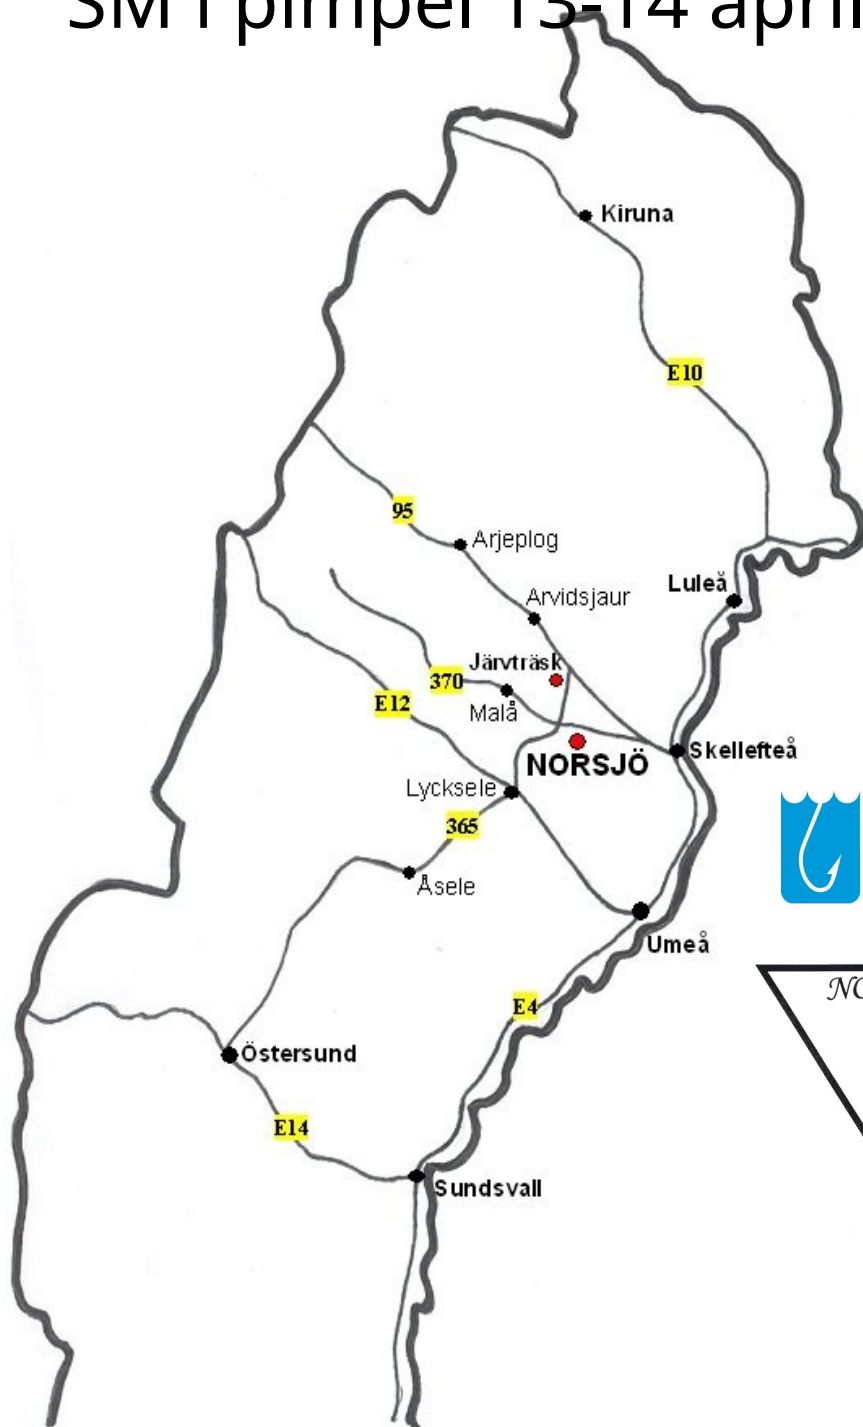 SM i pimpel 13-14 april
Kiruna
E10
95
Arjeplog
Luleå
Arvidsjaur
Järvträsk
370
E12
Malå
Skellefteå
NORSJÖ
Lycksele
365
Åsele
Umeå
NO
E4
Östersund
E14
Sundsvall